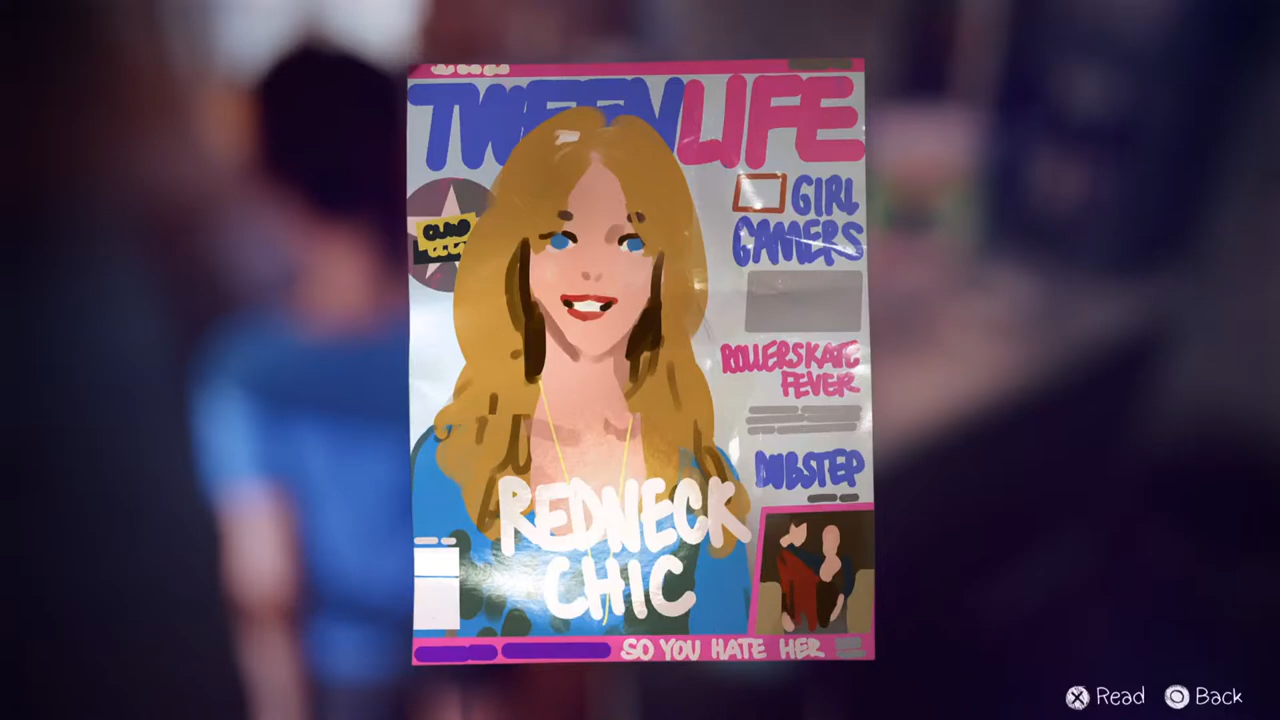 TWEENLIFE
GIRL
GAMERS
ROLLERSKATE
FEVER
DUBSTEP
REDNECK
CHIC
SO YOU HATE HER
Read
Back